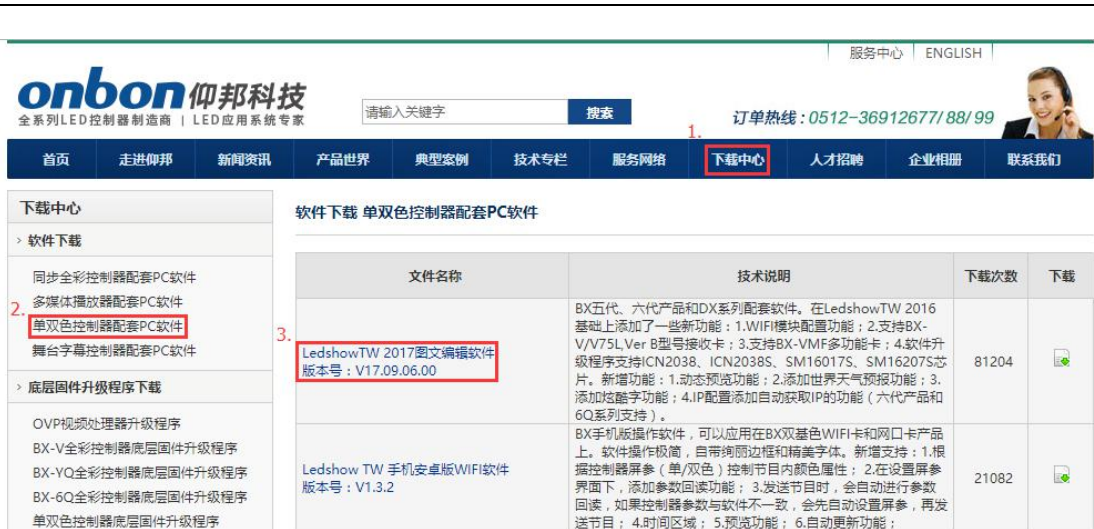 服务中心 ENGLISH
onbon仰邦科技
全系列LED控制器制造商 | LED应用系统专家
请输入关键字
搜索
订单热线:0512-36912677/88/99
1.
首页 走进仰邦 新闻资讯 产品世界 典型案例 技术专栏 服务网络 下载中心 人才招聘 企业相册 联系我们
下载中心
> 软件下载
同步全彩控制器配套PC软件
多媒体播放器配套PC软件
2.
单双色控制器配套PC软件
舞台字幕控制器配套PC软件
> 底层固件升级程序下载
OVP视频处理器升级程序
BX-V全彩控制器底层固件升级程序
BX-YQ全彩控制器底层固件升级程序
BX-6Q全彩控制器底层固件升级程序
单双色控制器底层固件升级程序
软件下载 单双色控制器配套PC软件
文件名称 技术说明 下载次数 下载
3.
LedshowTW 2017图文编辑软件
版本号:V17.09.06.00
BX五代、六代产品和DX系列配套软件。在LedshowTW 2016
基础上添加了一些新功能:1.WIFI模块配置功能;2.支持BX-
V/V75L,Ver B型号接收卡;3.支持BX-VMF多功能卡;4.软件升
级程序支持ICN2038、ICN2038S、SM16017S、SM16207S芯
片。新增功能:1.动态预览功能;2.添加世界天气预报功能;3.
添加炫酷字功能;4.IP配置添加自动获取IP的功能(六代产品和
6Q系列支持)。
81204
Ledshow TW 手机安卓版WIFI软件
版本号:V1.3.2
BX手机版操作软件,可以应用在BX双基色WIFI卡和网口卡产品
上。软件操作极简,自带绚丽边框和精美字体。新增支持:1.根
据控制器屏参(单/双色)控制节目内颜色属性; 2.在设置屏参
界面下,添加参数回读功能; 3.发送节目时,会自动进行参数
回读,如果控制器参数与软件不一致,会先自动设置屏参,再发
送节目; 4.时间区域; 5.预览功能; 6.自动更新功能;
21082